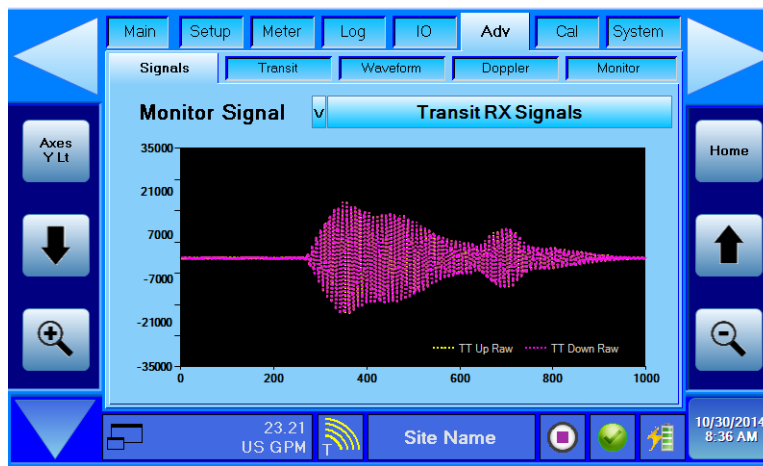 Main Setup Meter Log IO Adv Cal System
Signals Transit Waveform Doppler Monitor
Monitor Signal v Transit RX Signals
Axes
Y Lt
Home
35000
21000
7000
-7000
-21000
-35000
TT Up Raw TT Down Raw
0 200 400 600 800 1000
23.21
US GPM
T
Site Name
10/30/2014
8:36 AM